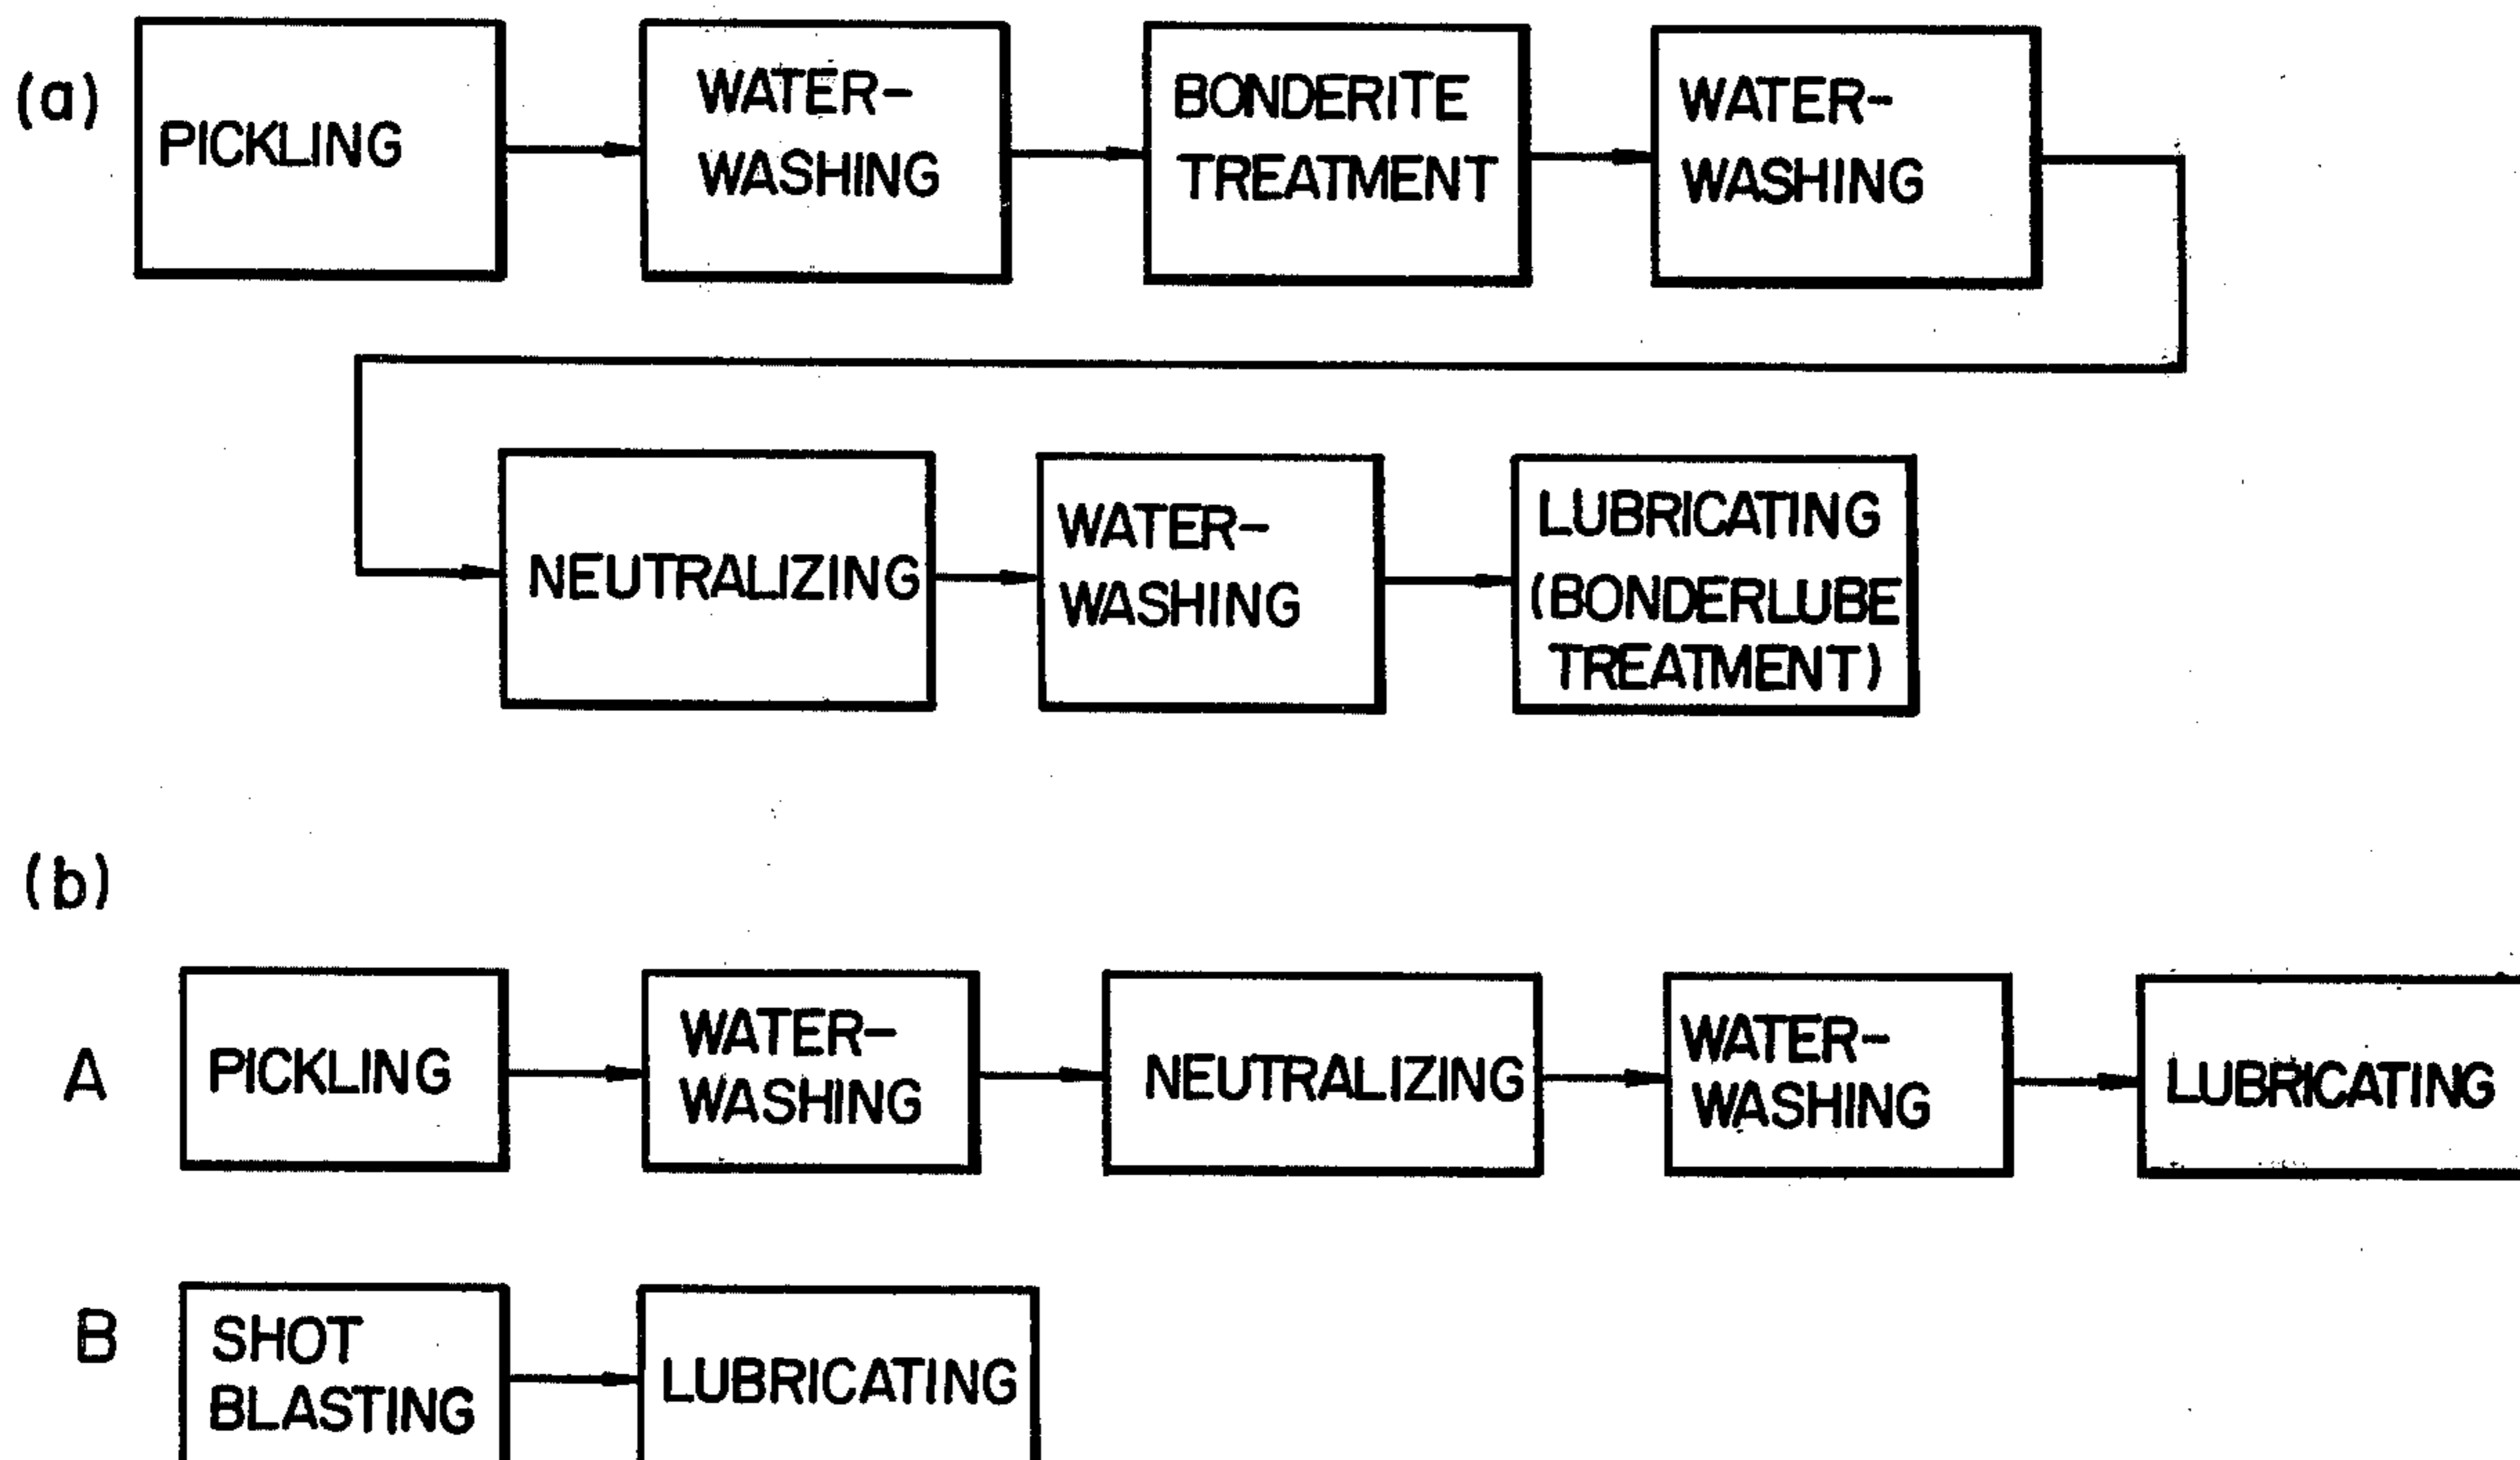 (a)
PICKLING
WATER-
WASHING
BONDERITE
TREATMENT
WATER-
WASHING
NEUTRALIZING
WATER-
WASHING
LUBRICATING
(BONDERLUBE
TREATMENT)
(b)
A
PICKLING
WATER-
WASHING
NEUTRALIZING
WATER-
WASHING
LUBRICATING
B
SHOT
BLASTING
LUBRICATING